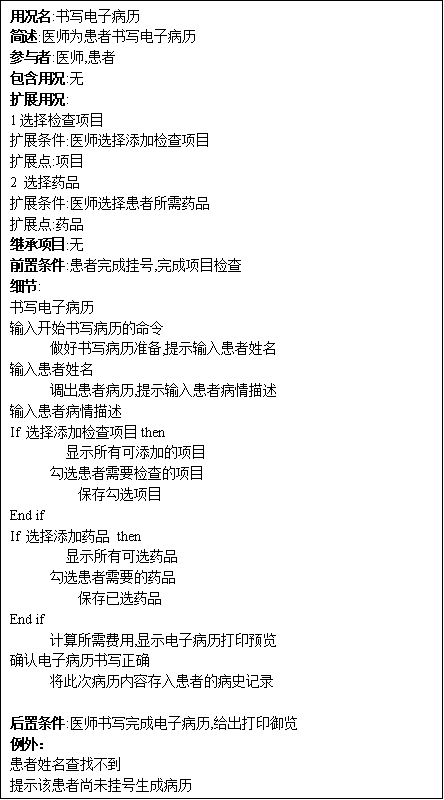 用况名:书写电子病历
简述:医师为患者书写电子病历
参与者:医师,患者
包含用况:无
扩展用况:
1 选择检查项目
扩展条件:医师选择添加检查项目
扩展点:项目
2 选择药品
扩展条件:医师选择患者所需药品
扩展点:药品
继承项目:无
前置条件:患者完成挂号,完成项目检查
细节:
书写电子病历
输入开始书写病历的命令
做好书写病历准备,提示输入患者姓名
输入患者姓名
调出患者病历,提示输入患者病情描述
输入患者病情描述
If 选择添加检查项目 then
显示所有可添加的项目
勾选患者需要检查的项目
保存勾选项目
End if
If 选择添加药品 then
显示所有可选药品
勾选患者需要的药品
保存已选药品
End if
计算所需费用,显示电子病历打印预览
确认电子病历书写正确
将此次病历内容存入患者的病史记录
后置条件:医师书写完成电子病历,给出打印御览
例外：
患者姓名查找不到
提示该患者尚未挂号生成病历